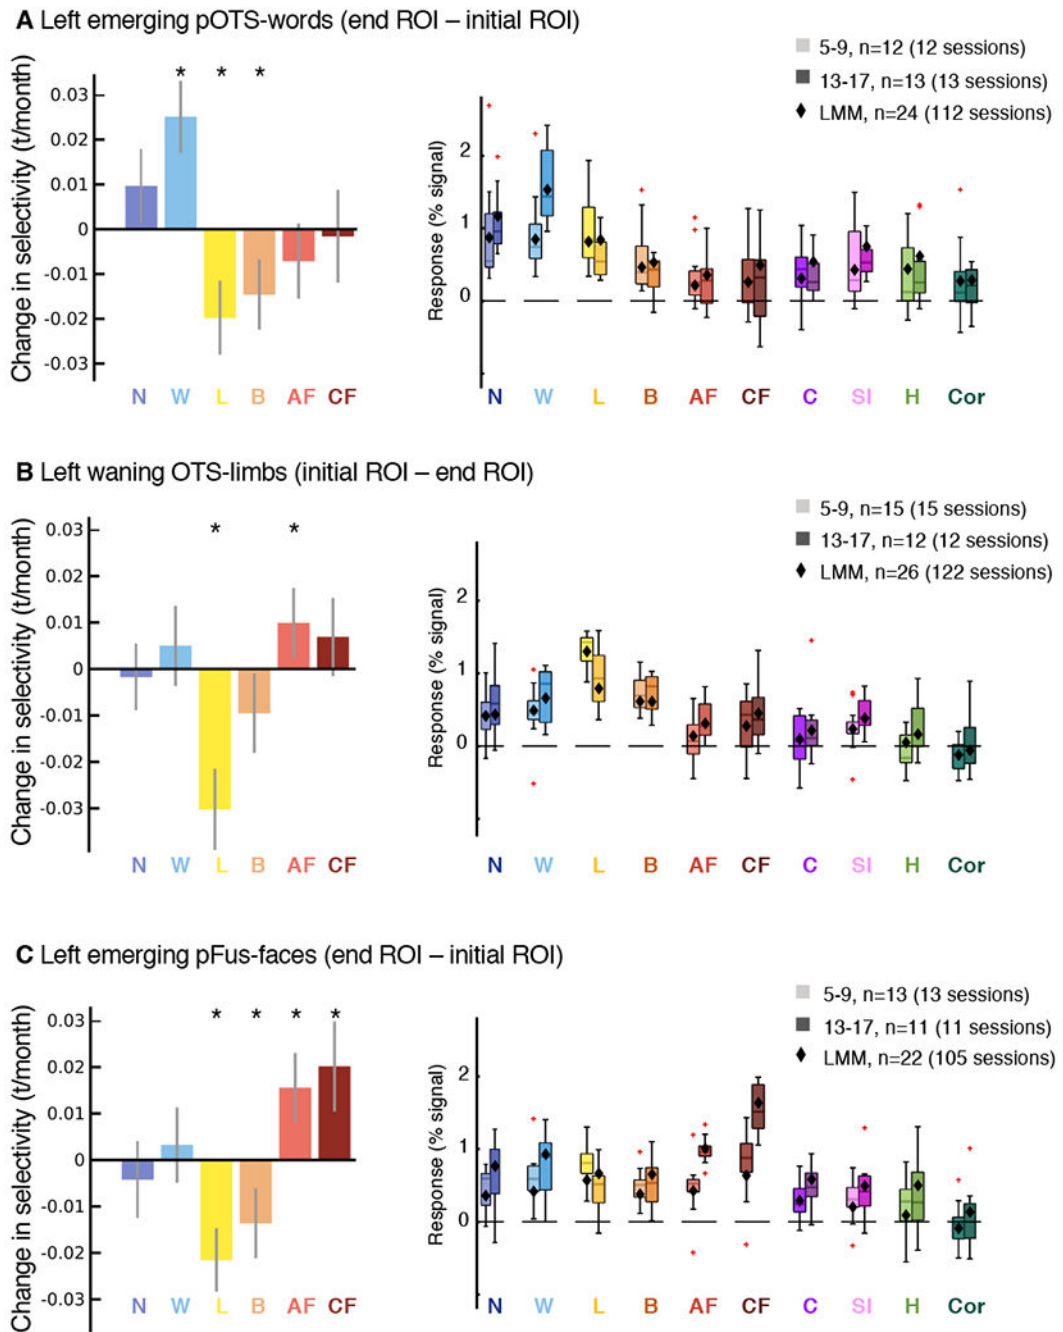 A Left emerging pOTS-words (end ROI – initial ROI)
5-9, n=12 (12 sessions)
13-17, n=13 (13 sessions)
LMM, n=24 (112 sessions)
Change in selectivity (t/month)
0.03
0.02
0.01
0
-0.01
-0.02
-0.03
* * *
N W L B AF CF
Response (% signal)
2
1
0
N W L B AF CF C SI H Cor
B Left waning OTS-limbs (initial ROI – end ROI)
5-9, n=15 (15 sessions)
13-17, n=12 (12 sessions)
LMM, n=26 (122 sessions)
Change in selectivity (t/month)
0.03
0.02
0.01
0
-0.01
-0.02
-0.03
* *
N W L B AF CF
Response (% signal)
2
1
0
N W L B AF CF C SI H Cor
C Left emerging pFus-faces (end ROI – initial ROI)
5-9, n=13 (13 sessions)
13-17, n=11 (11 sessions)
LMM, n=22 (105 sessions)
Change in selectivity (t/month)
0.03
0.02
0.01
0
-0.01
-0.02
-0.03
* * * *
N W L B AF CF
Response (% signal)
2
1
0
N W L B AF CF C SI H Cor